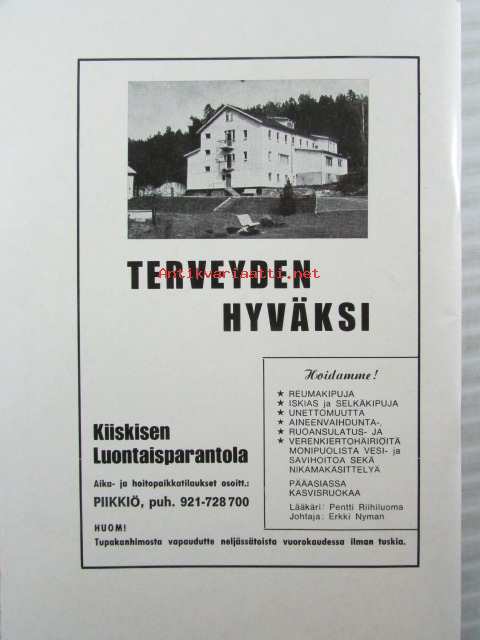 TERVEYDEN
Antikvariaatti.net
HYVÄKSI
Hoidamme!
★ REUMAKIPUJA
★ ISKIAS ja SELKÄKIPUJA
★ UNETTOMUUTTA
★ AINEENVAIHDUNTA-,
★ RUOANSULATUS- JA
★ VERENKIERTOHÄIRIÖITÄ
MONIPUOLISTA VESI- ja
SAVIHOITOA SEKÄ
NIKAMAKÄSITTELYÄ
PÄÄASIASSA
KASVISRUOKAA
Lääkäri: Pentti Riihiluoma
Johtaja: Erkki Nyman
Kiiskisen
Luontaisparantola
Aika- ja hoitopaikkatilaukset osoitt.:
PIIKKIÖ, puh. 921-728 700
HUOM!
Tupakanhimosta vapaudutte neljässätoista vuorokaudessa ilman tuskia.